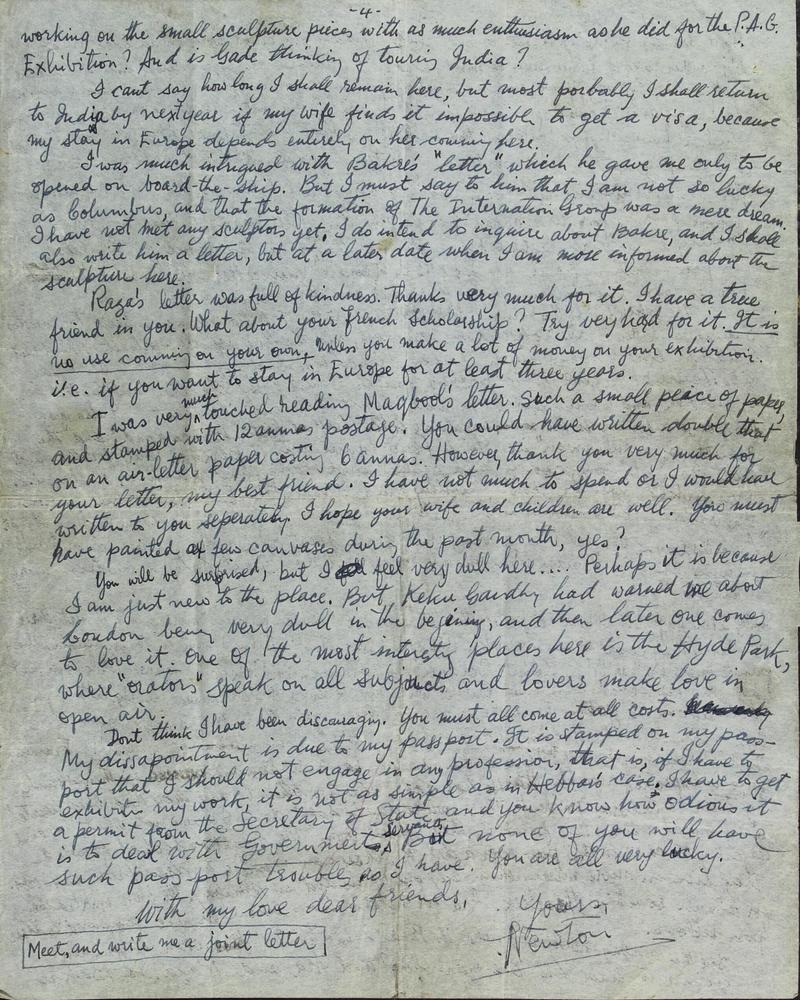 -4-
working on the small sculpture pieces with as much enthusiasm as he did for the P.A.G.
Exhibition? And is Gade thinking of touring India?
I cant say how long I shall remain here, but most porbably I shall return
to India by next year if my wife finds it impossible to get a visa, because
my stay in Europe depends entirely on her coming here.
I was much intrigued with Bakre's "letter" which he gave me only to be
opened on board-the-ship. But I must say to him that I am not so lucky
as Columbus, and that the formation of The Internation Group was a mere dream.
I have not met any sculptors yet, I do intend to inquire about Bakre, and I shall
also write him a letter, but at a later date when I am more informed about the
sculpture here.
Raza's letter was full of kindness. Thanks very much for it. I have a true
friend in you. What about your French Scholarship? Try very hard for it. It is
no use comming on your own, unless you make a lot of money on your exhibition.
i.e. if you want to stay in Europe for at least three years.
I was very much touched reading Maqbool's letter. Such a small peice of paper,
and stamped with 12 annas postage. You could have written double that
on an air-letter paper costing 6 annas. However, thank you very much for
your letter, my best friend. I have not much to spend or I would have
written to you seperately. I hope your wife and children are well. You must
have painted a few canvases during the past month, yes?
You will be surprised, but I feel very dull here.... Perhaps it is because
I am just new to the place. But, Keku Gandhy had warned me about
London being very dull in the begining, and then later one comes
to love it. One of the most interesting places here is the Hyde Park,
where "orators" speak on all subjects and lovers make love in
open air.
Dont think I have been discouraging. You must all come at all costs.
My dissapointment is due to my passport. It is stamped on my pass-
port that I should not engage in any profession, that is, if I have to
exhibit my work, it is not as simple as in Hebbar's case. I have to get
a permit from the Secretary of State and you know how odious it
is to deal with Government servants. But none of you will have
such pass-port trouble, as I have. You are all very lucky.
With my love dear friends,
Yours,
Newton
Meet, and write me a joint letter